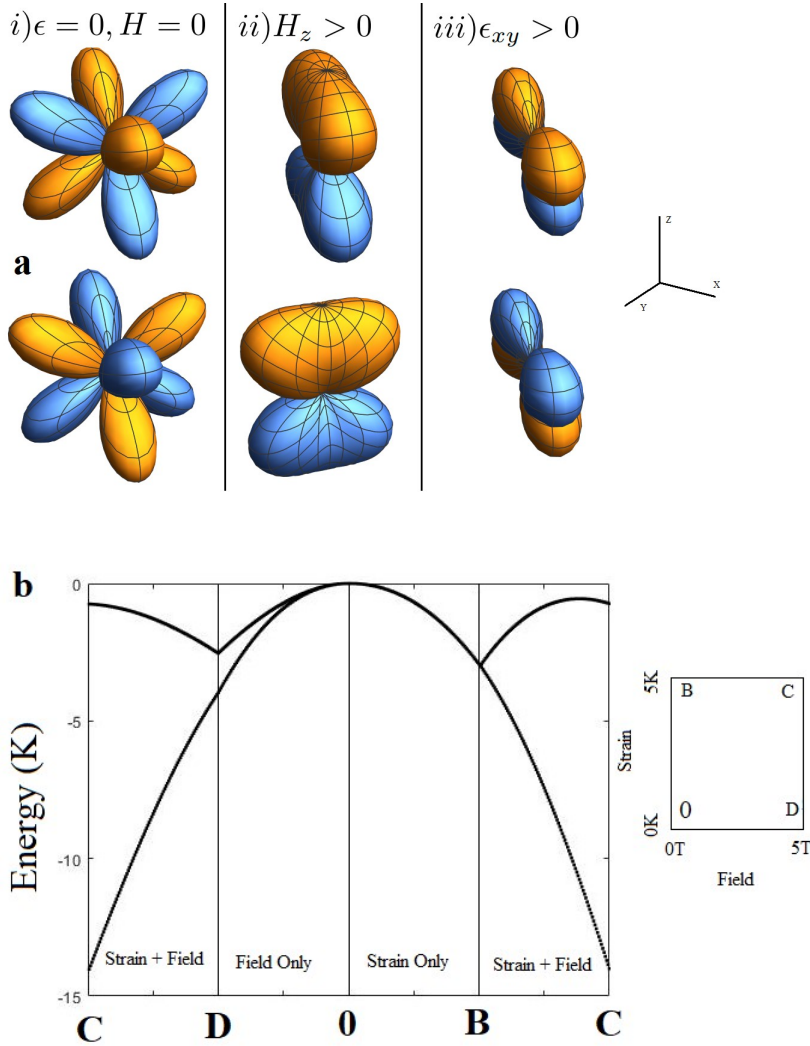 i)ϵ = 0, H = 0
ii)H_z > 0
iii)ϵ_xy > 0
a
Z
X
Y
b
0
-5
-10
-15
Energy (K)
Strain + Field
Field Only
Strain Only
Strain + Field
C
D
0
B
C
5K
B
C
Strain
0
D
0K
0T
5T
Field